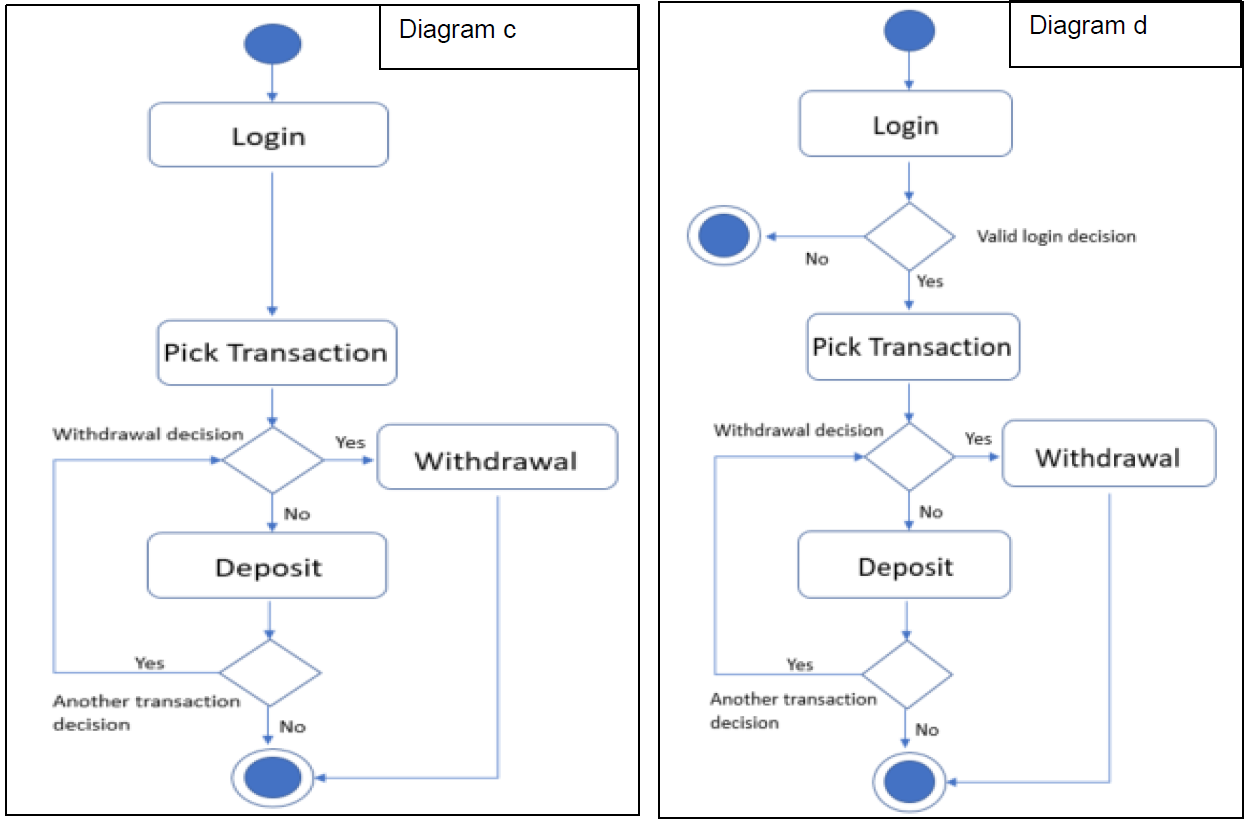 Diagram c
Login
Pick Transaction
Withdrawal decision
Yes
Withdrawal
No
Deposit
Yes
Another transaction
decision
No
Diagram d
Login
Valid login decision
No
Yes
Pick Transaction
Withdrawal decision
Yes
Withdrawal
No
Deposit
Yes
Another transaction
decision
No